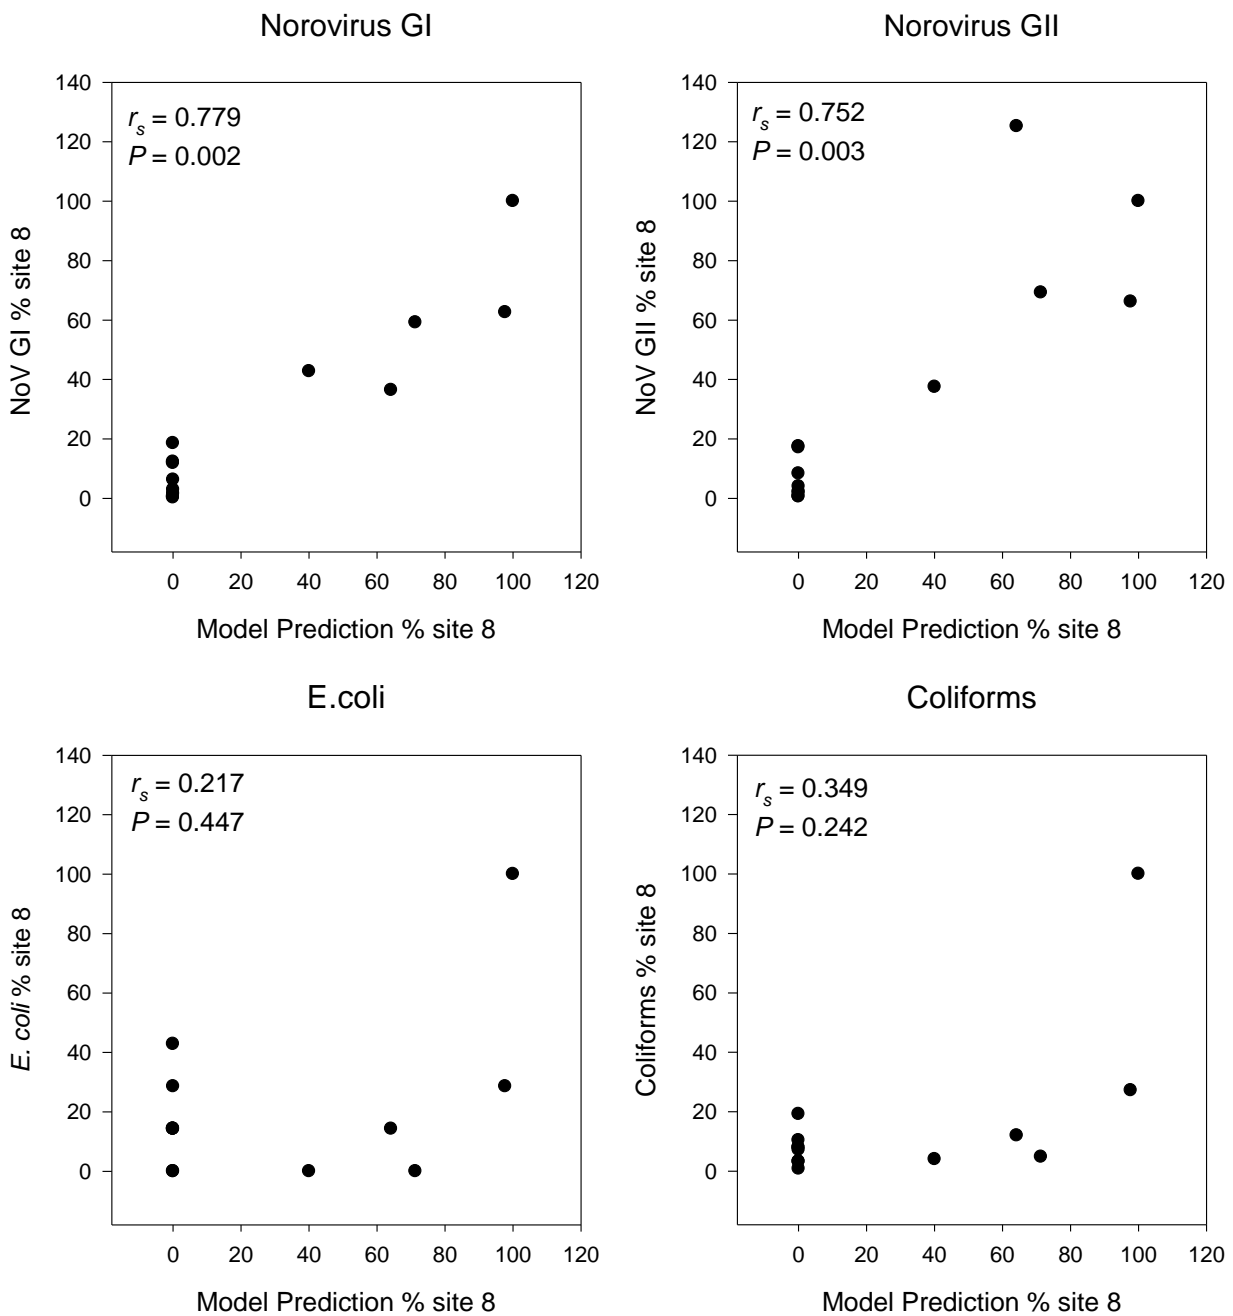 Norovirus GI
140
120
100
80
60
40
20
0
r_s = 0.779
P = 0.002
NoV GI % site 8
0 20 40 60 80 100 120
Model Prediction % site 8
Norovirus GII
140
120
100
80
60
40
20
0
r_s = 0.752
P = 0.003
NoV GII % site 8
0 20 40 60 80 100 120
Model Prediction % site 8
E.coli
140
120
100
80
60
40
20
0
r_s = 0.217
P = 0.447
E. coli % site 8
0 20 40 60 80 100 120
Model Prediction % site 8
Coliforms
140
120
100
80
60
40
20
0
r_s = 0.349
P = 0.242
Coliforms % site 8
0 20 40 60 80 100 120
Model Prediction % site 8